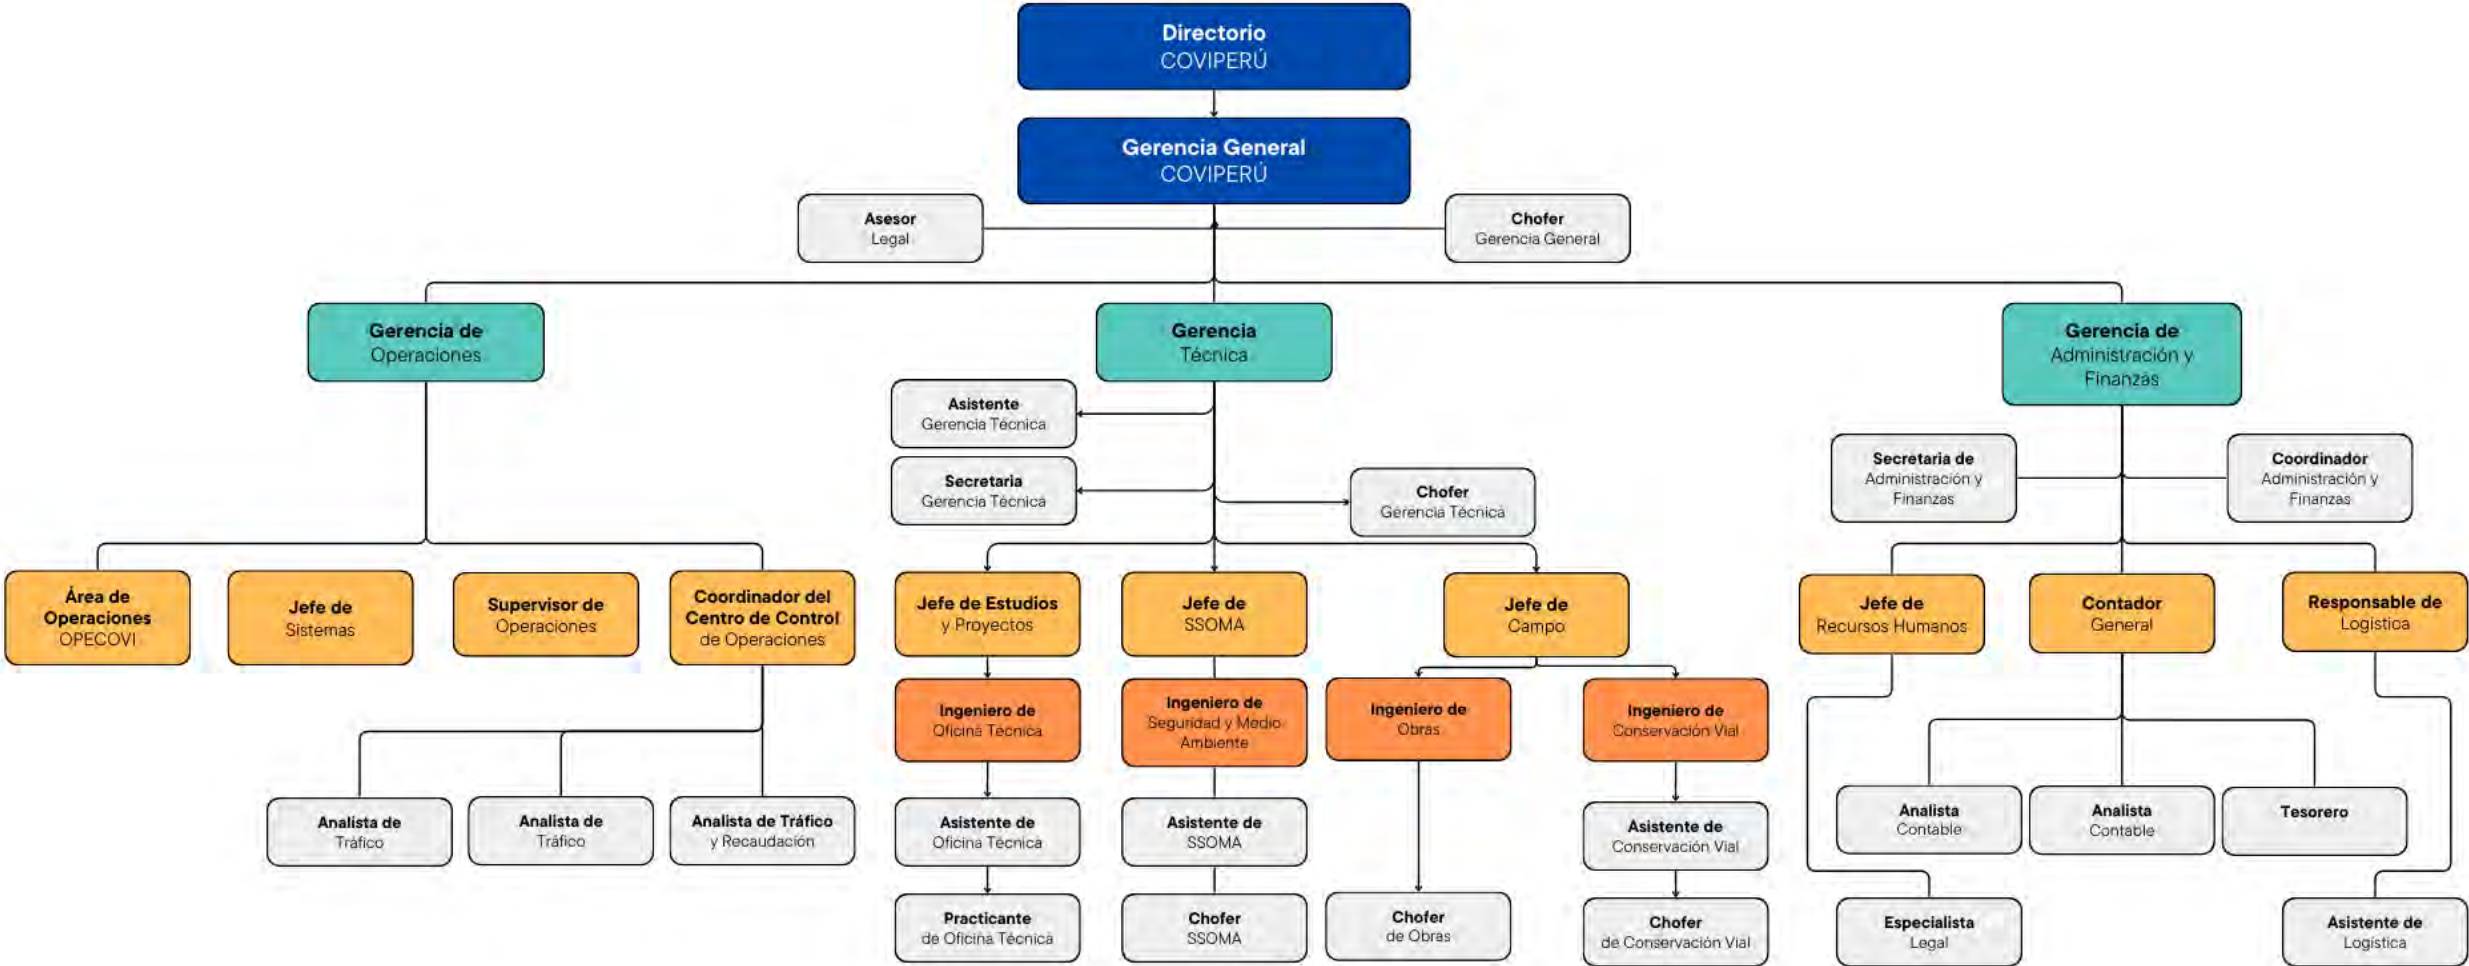 Directorio
COVIPERÚ
Gerencia General
COVIPERÚ
Asesor
Legal
Chofer
Gerencia General
Gerencia de
Operaciones
Gerencia
Técnica
Gerencia de
Administración y
Finanzas
Asistente
Gerencia Técnica
Secretaria
Gerencia Técnica
Chofer
Gerencia Técnica
Secretaria de
Administración y
Finanzas
Coordinador
Administración y
Finanzas
Área de
Operaciones
OPECOVI
Jefe de
Sistemas
Supervisor de
Operaciones
Coordinador del
Centro de Control
de Operaciones
Jefe de Estudios
y Proyectos
Jefe de
SSOMA
Jefe de
Campo
Jefe de
Recursos Humanos
Contador
General
Responsable de
Logística
Ingeniero de
Oficina Técnica
Ingeniero de
Seguridad y Medio
Ambiente
Ingeniero de
Obras
Ingeniero de
Conservación Vial
Analista de
Tráfico
Analista de
Tráfico
Analista de Tráfico
y Recaudación
Asistente de
Oficina Técnica
Asistente de
SSOMA
Asistente de
Conservación Vial
Analista
Contable
Analista
Contable
Tesorero
Practicante
de Oficina Técnica
Chofer
SSOMA
Chofer
de Obras
Chofer
de Conservación Vial
Especialista
Legal
Asistente de
Logística